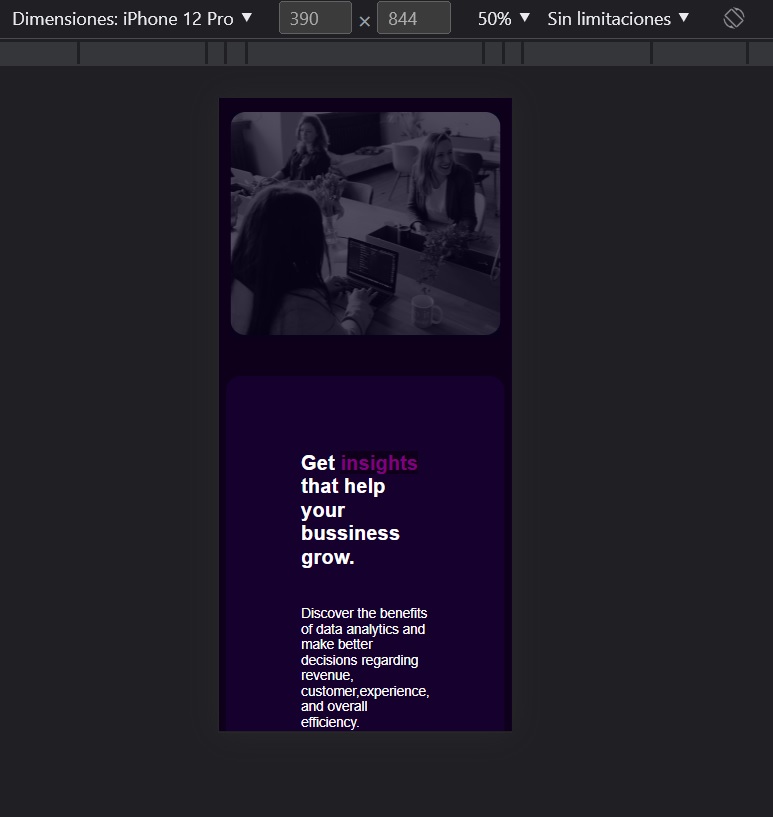 Dimensiones: iPhone 12 Pro ▼ 390 × 844 50% ▼ Sin limitaciones ▼
Get insights
that help
your
bussiness
grow.
Discover the benefits
of data analytics and
make better
decisions regarding
revenue,
customer,experience,
and overall
efficiency.